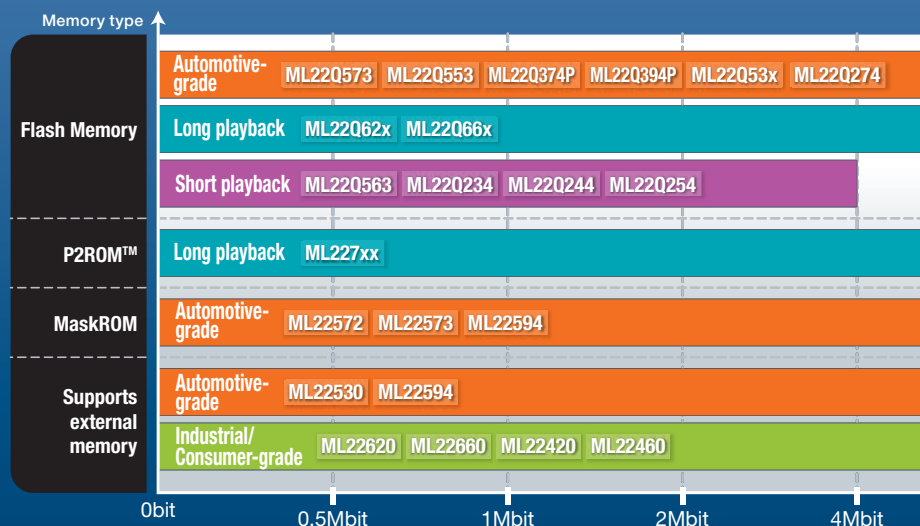 Memory type
Flash Memory
Automotive-
grade
ML22Q573 ML22Q553 ML22Q374P ML22Q394P ML22Q53x ML22Q274
Long playback ML22Q62x ML22Q66x
Short playback ML22Q563 ML22Q234 ML22Q244 ML22Q254
P2ROM™
Long playback ML227xx
MaskROM
Automotive-
grade
ML22572 ML22573 ML22594
Supports
external
memory
Automotive-
grade
ML22530 ML22594
Industrial/
Consumer-grade
ML22620 ML22660 ML22420 ML22460
0bit 0.5Mbit 1Mbit 2Mbit 4Mbit